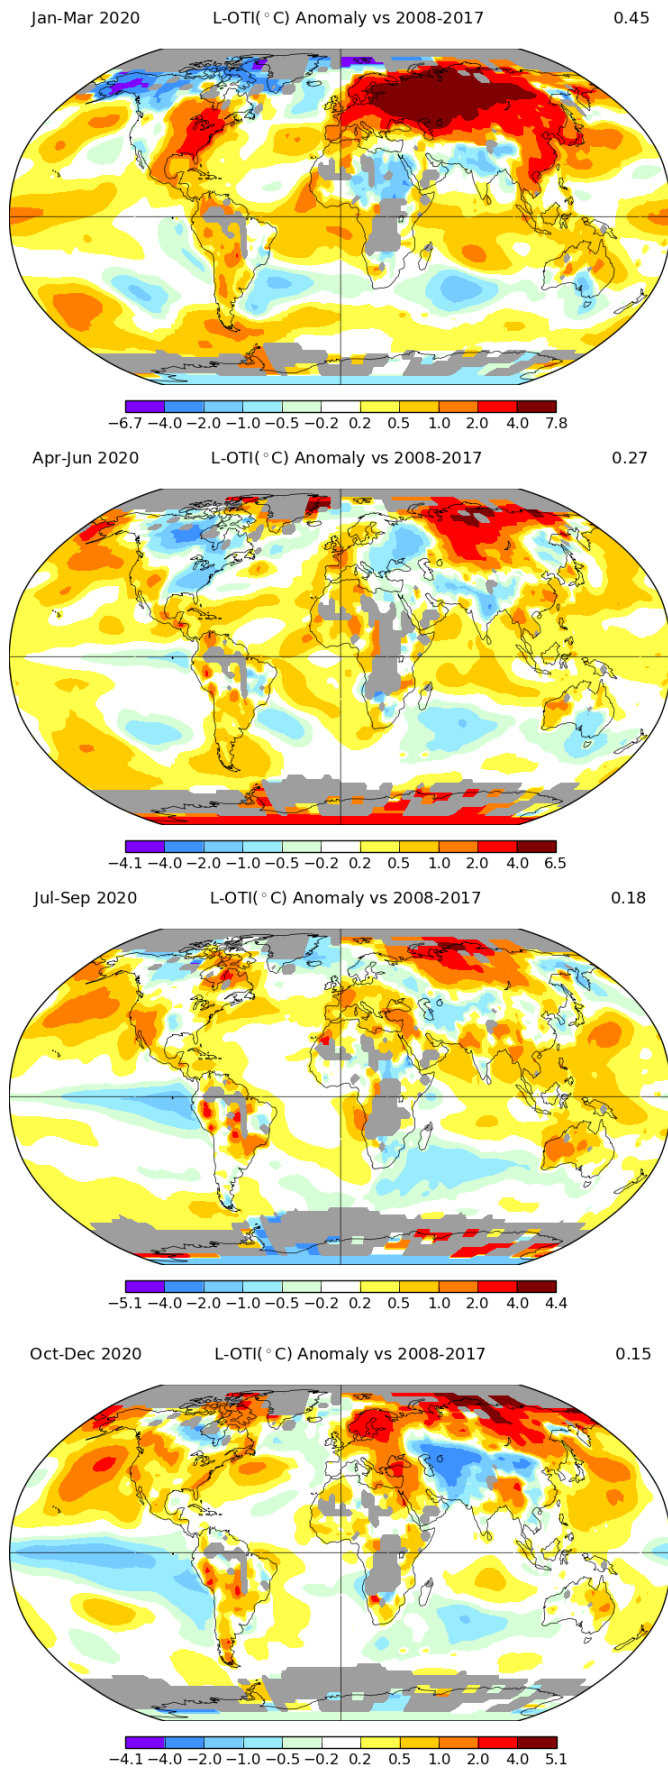 Jan-Mar 2020 L-OTI(°C) Anomaly vs 2008-2017 0.45
−6.7 −4.0 −2.0 −1.0 −0.5 −0.2 0.2 0.5 1.0 2.0 4.0 7.8
Apr-Jun 2020 L-OTI(°C) Anomaly vs 2008-2017 0.27
−4.1 −4.0 −2.0 −1.0 −0.5 −0.2 0.2 0.5 1.0 2.0 4.0 6.5
Jul-Sep 2020 L-OTI(°C) Anomaly vs 2008-2017 0.18
−5.1 −4.0 −2.0 −1.0 −0.5 −0.2 0.2 0.5 1.0 2.0 4.0 4.4
Oct-Dec 2020 L-OTI(°C) Anomaly vs 2008-2017 0.15
−4.1 −4.0 −2.0 −1.0 −0.5 −0.2 0.2 0.5 1.0 2.0 4.0 5.1